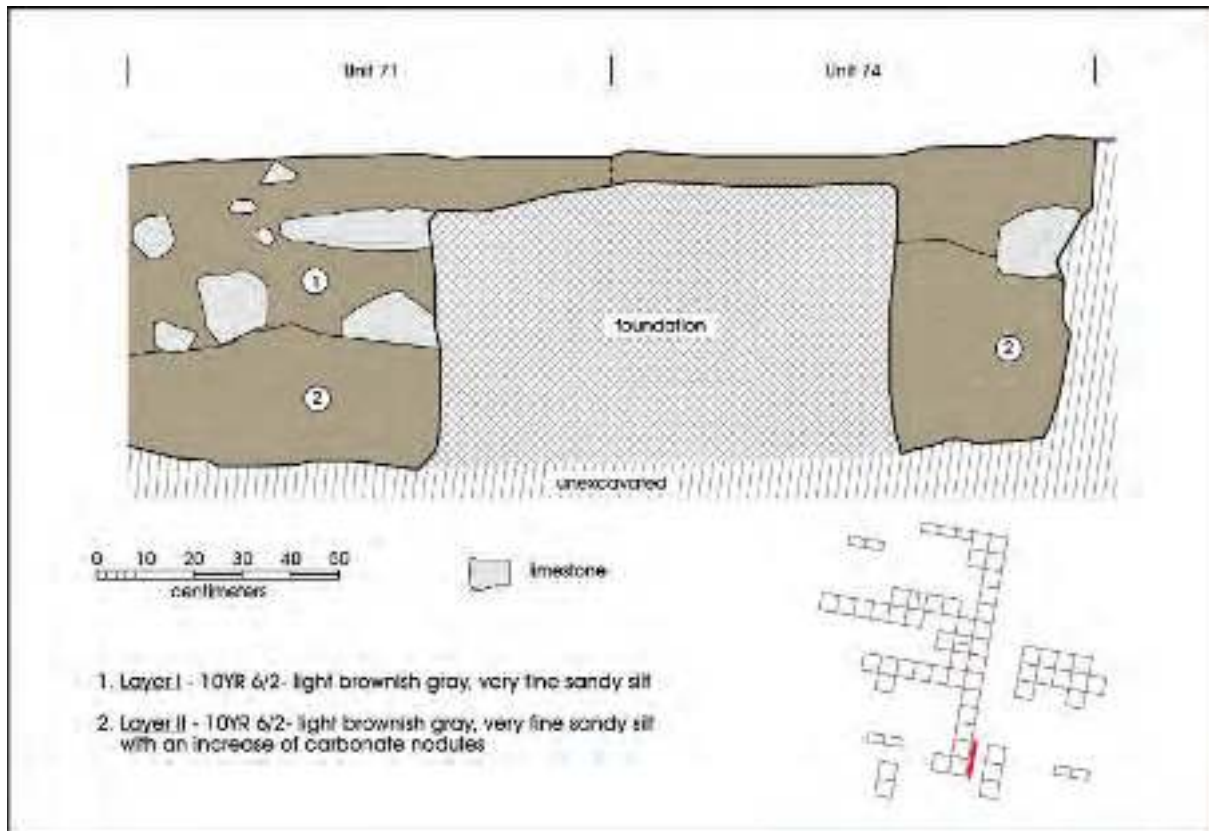 Unit 71
Unit 74
1
foundation
2
2
unexcavated
0 10 20 30 40 50
centimeters
limestone
1. Layer I - 10YR 6/2- light brownish gray, very fine sandy silt
2. Layer II - 10YR 6/2- light brownish gray, very fine sandy silt
with an increase of carbonate nodules